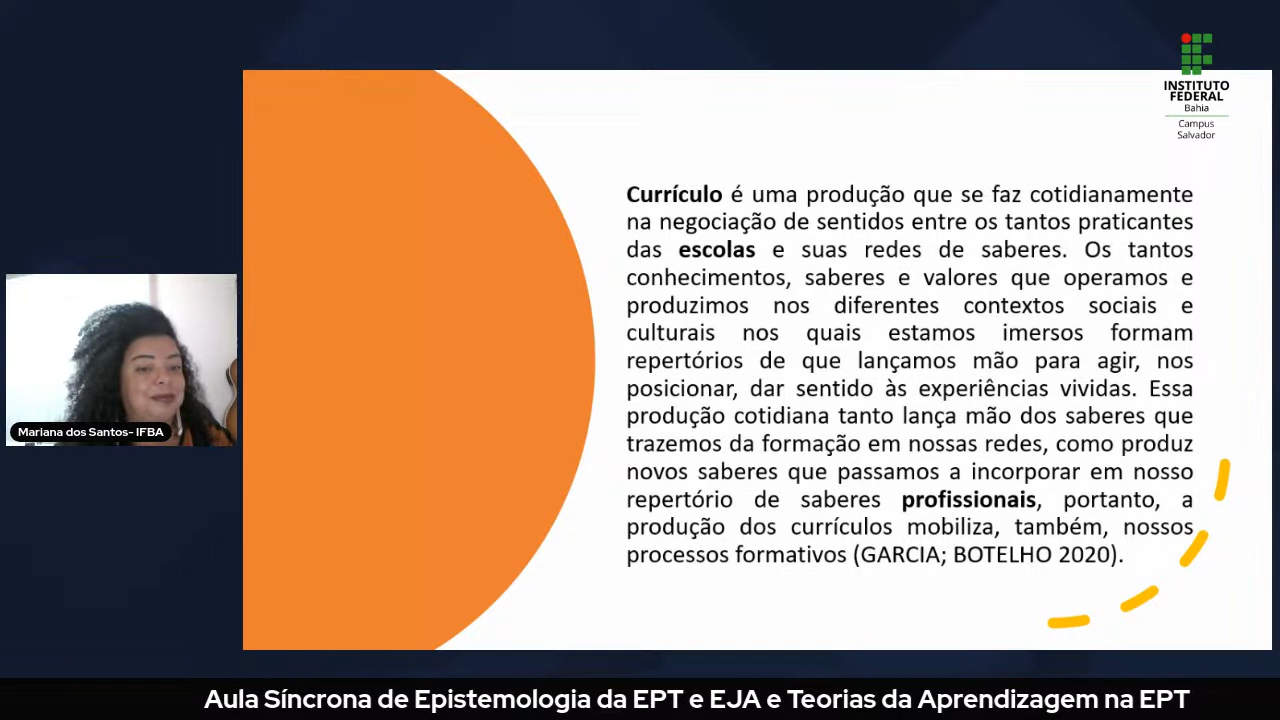 INSTITUTO
FEDERAL
Bahia
Campus
Salvador
Currículo é uma produção que se faz cotidianamente
na negociação de sentidos entre os tantos praticantes
das escolas e suas redes de saberes. Os tantos
conhecimentos, saberes e valores que operamos e
produzimos nos diferentes contextos sociais e
culturais nos quais estamos imersos formam
repertórios de que lançamos mão para agir, nos
posicionar, dar sentido às experiências vividas. Essa
produção cotidiana tanto lança mão dos saberes que
trazemos da formação em nossas redes, como produz
novos saberes que passamos a incorporar em nosso
repertório de saberes profissionais, portanto, a
produção dos currículos mobiliza, também, nossos
processos formativos (GARCIA; BOTELHO 2020).
Mariana dos Santos- IFBA
Aula Síncrona de Epistemologia da EPT e EJA e Teorias da Aprendizagem na EPT